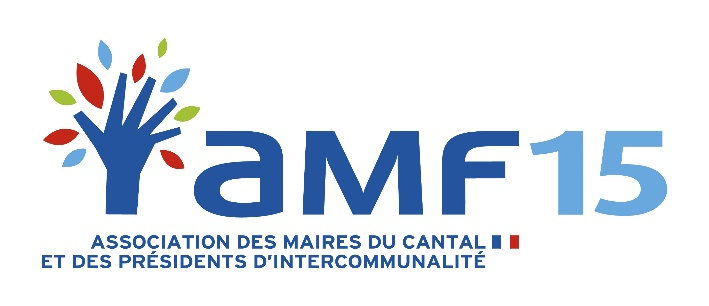 aMF15
ASSOCIATION DES MAIRES DU CANTAL
ET DES PRÉSIDENTS D'INTERCOMMUNALITÉ